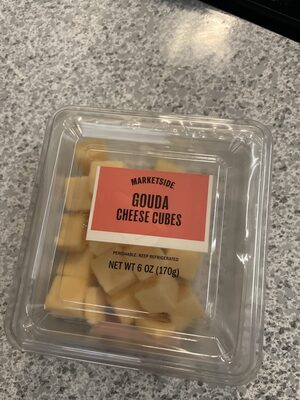 MARKETSIDE
GOUDA
CHEESE CUBES
PERISHABLE. KEEP REFRIGERATED
NET WT 6 OZ (170g)